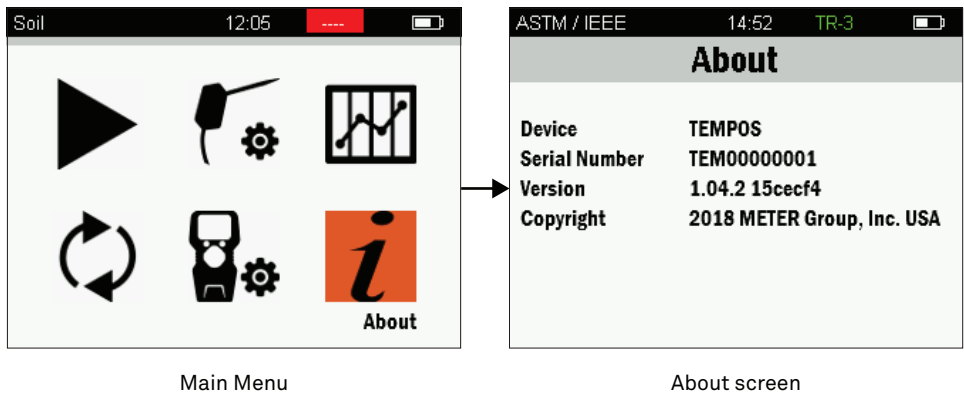 Soil 12:05 ----
About
Main Menu
ASTM / IEEE 14:52 TR-3
About
Device TEMPOS
Serial Number TEM00000001
Version 1.04.2 15cecf4
Copyright 2018 METER Group, Inc. USA
About screen